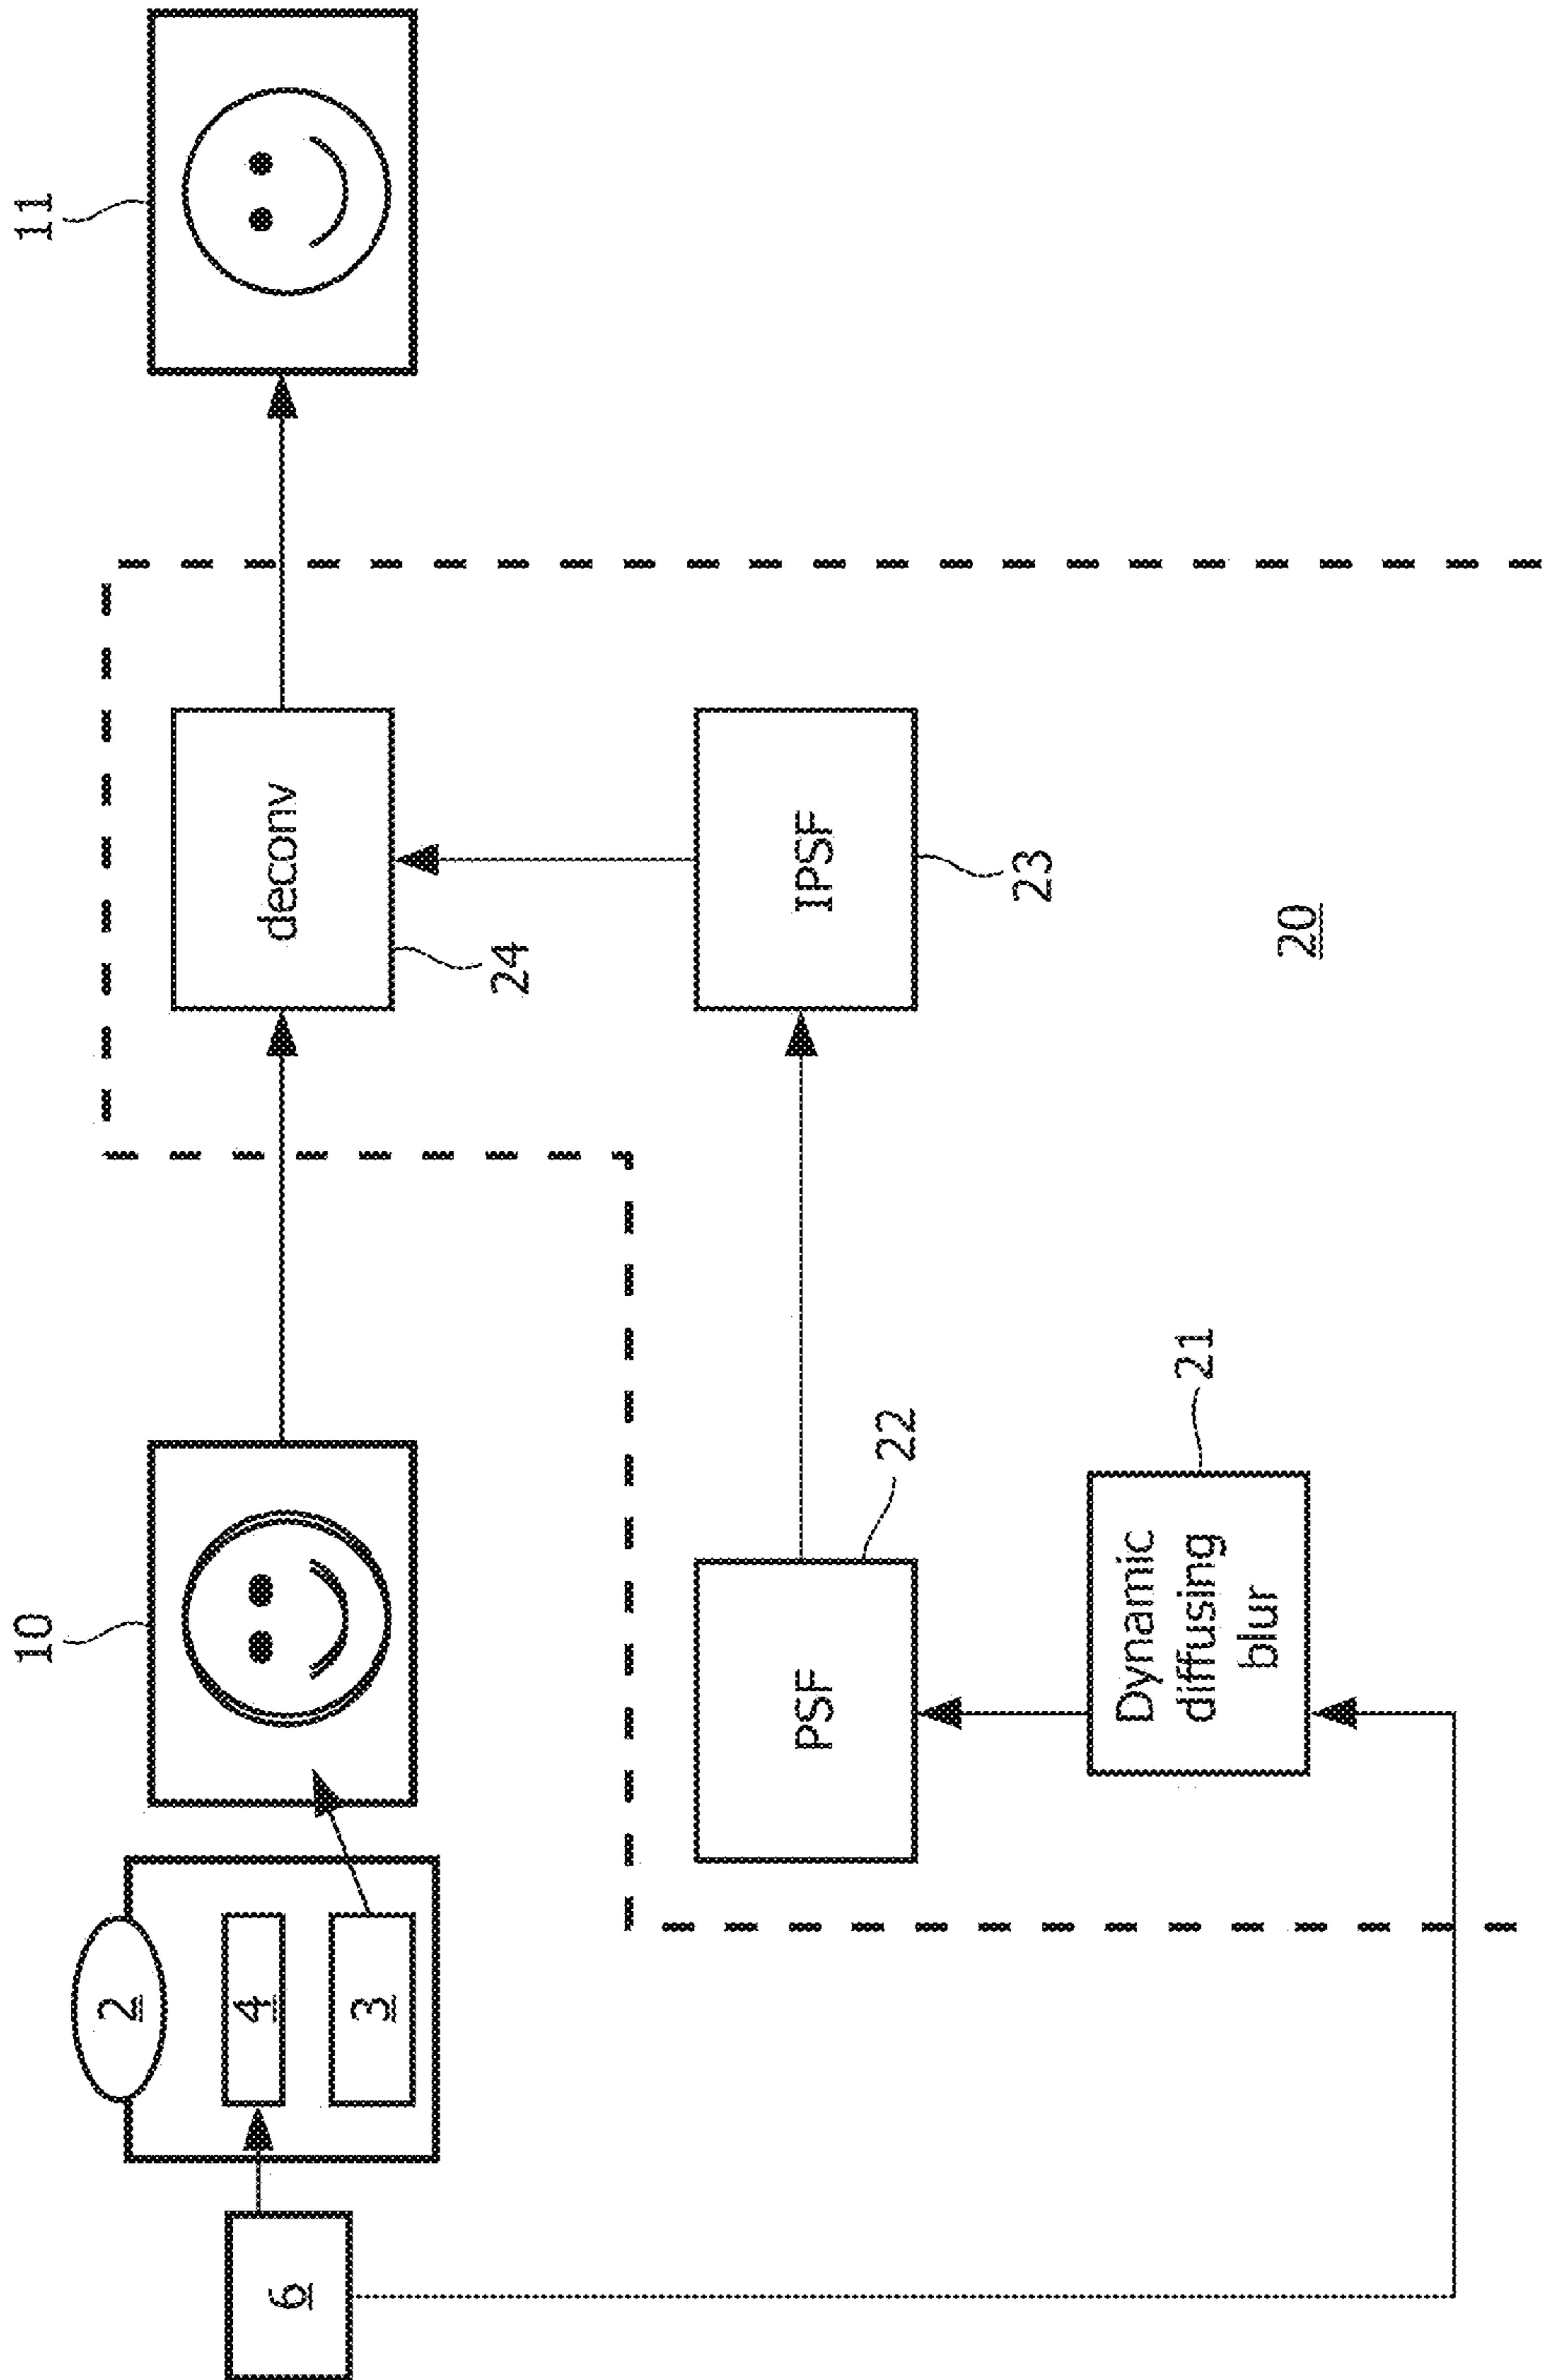 10
11
2
4
3
6
deconv
24
PSF
22
IPSF
23
Dynamic
diffusing
blur
21
20